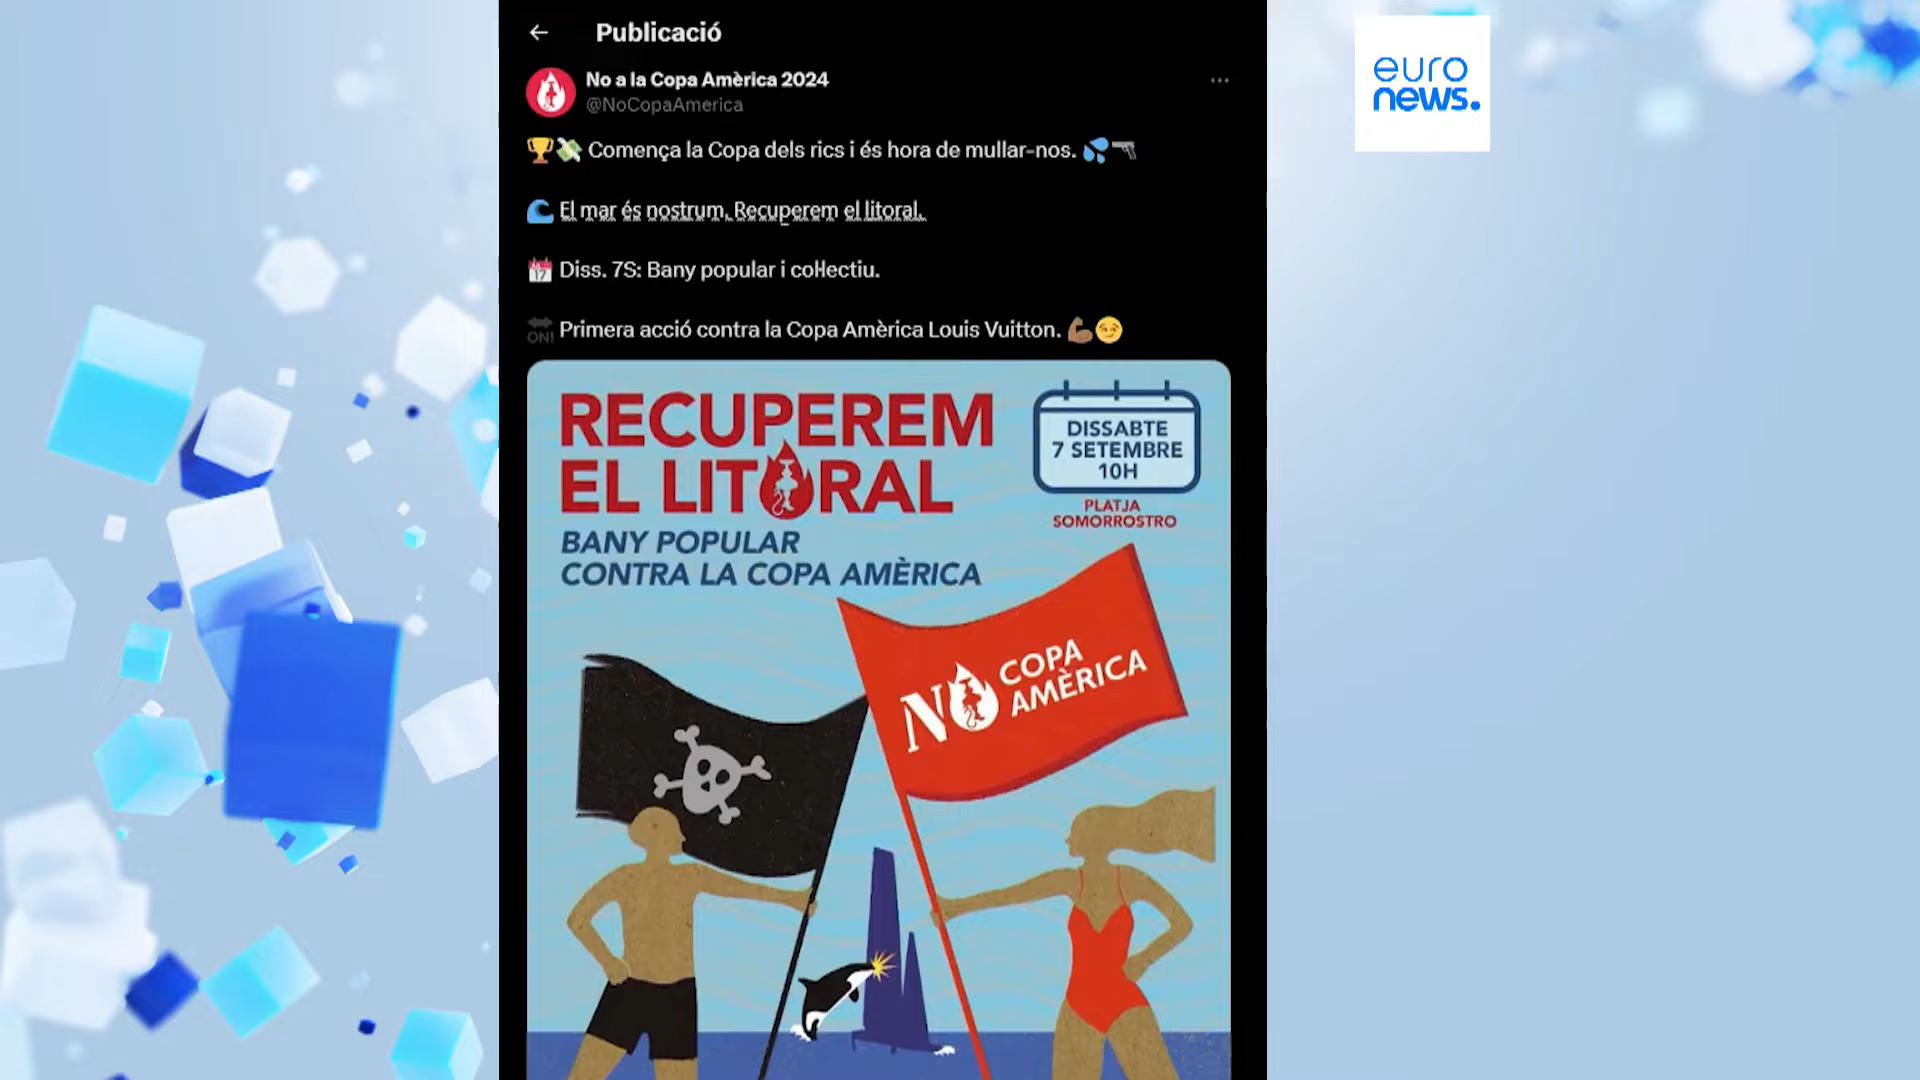 Publicació
No a la Copa Amèrica 2024
@NoCopaAmerica
Comença la Copa dels rics i és hora de mullar-nos.
El mar és nostrum. Recuperem el litoral.
Diss. 7S: Bany popular i col·lectiu.
ON! Primera acció contra la Copa Amèrica Louis Vuitton.
RECUPEREM
EL LITORAL
BANY POPULAR
CONTRA LA COPA AMÈRICA
DISSABTE
7 SETEMBRE
10H
PLATJA
SOMORROSTRO
NO COPA
AMÈRICA
euro
news.